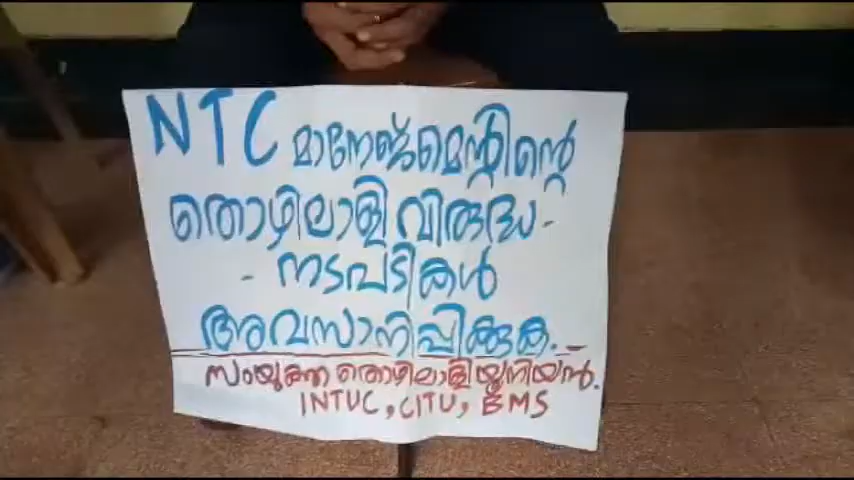 NTC മാനേജ്മെന്റിന്റെ
തൊഴിലാളി വിരുദ്ധ -
- നടപടികൾ
അവസാനിപ്പിക്കുക. -
സംയുക്ത തൊഴിലാളി യൂനിയൻ.
INTUC, CITU, BMS